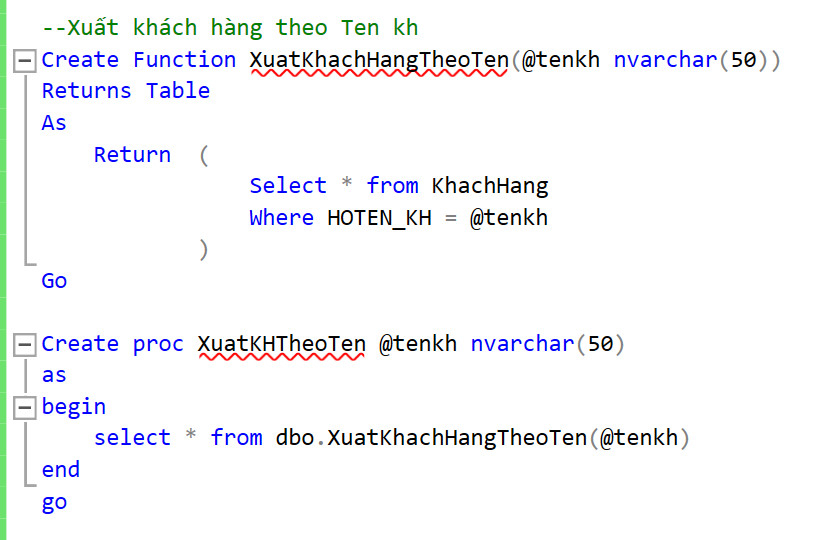 --Xuất khách hàng theo Ten kh
Create Function XuatKhachHangTheoTen(@tenkh nvarchar(50))
Returns Table
As
Return (
Select * from KhachHang
Where HOTEN_KH = @tenkh
)
Go
Create proc XuatKHTheoTen @tenkh nvarchar(50)
as
begin
select * from dbo.XuatKhachHangTheoTen(@tenkh)
end
go